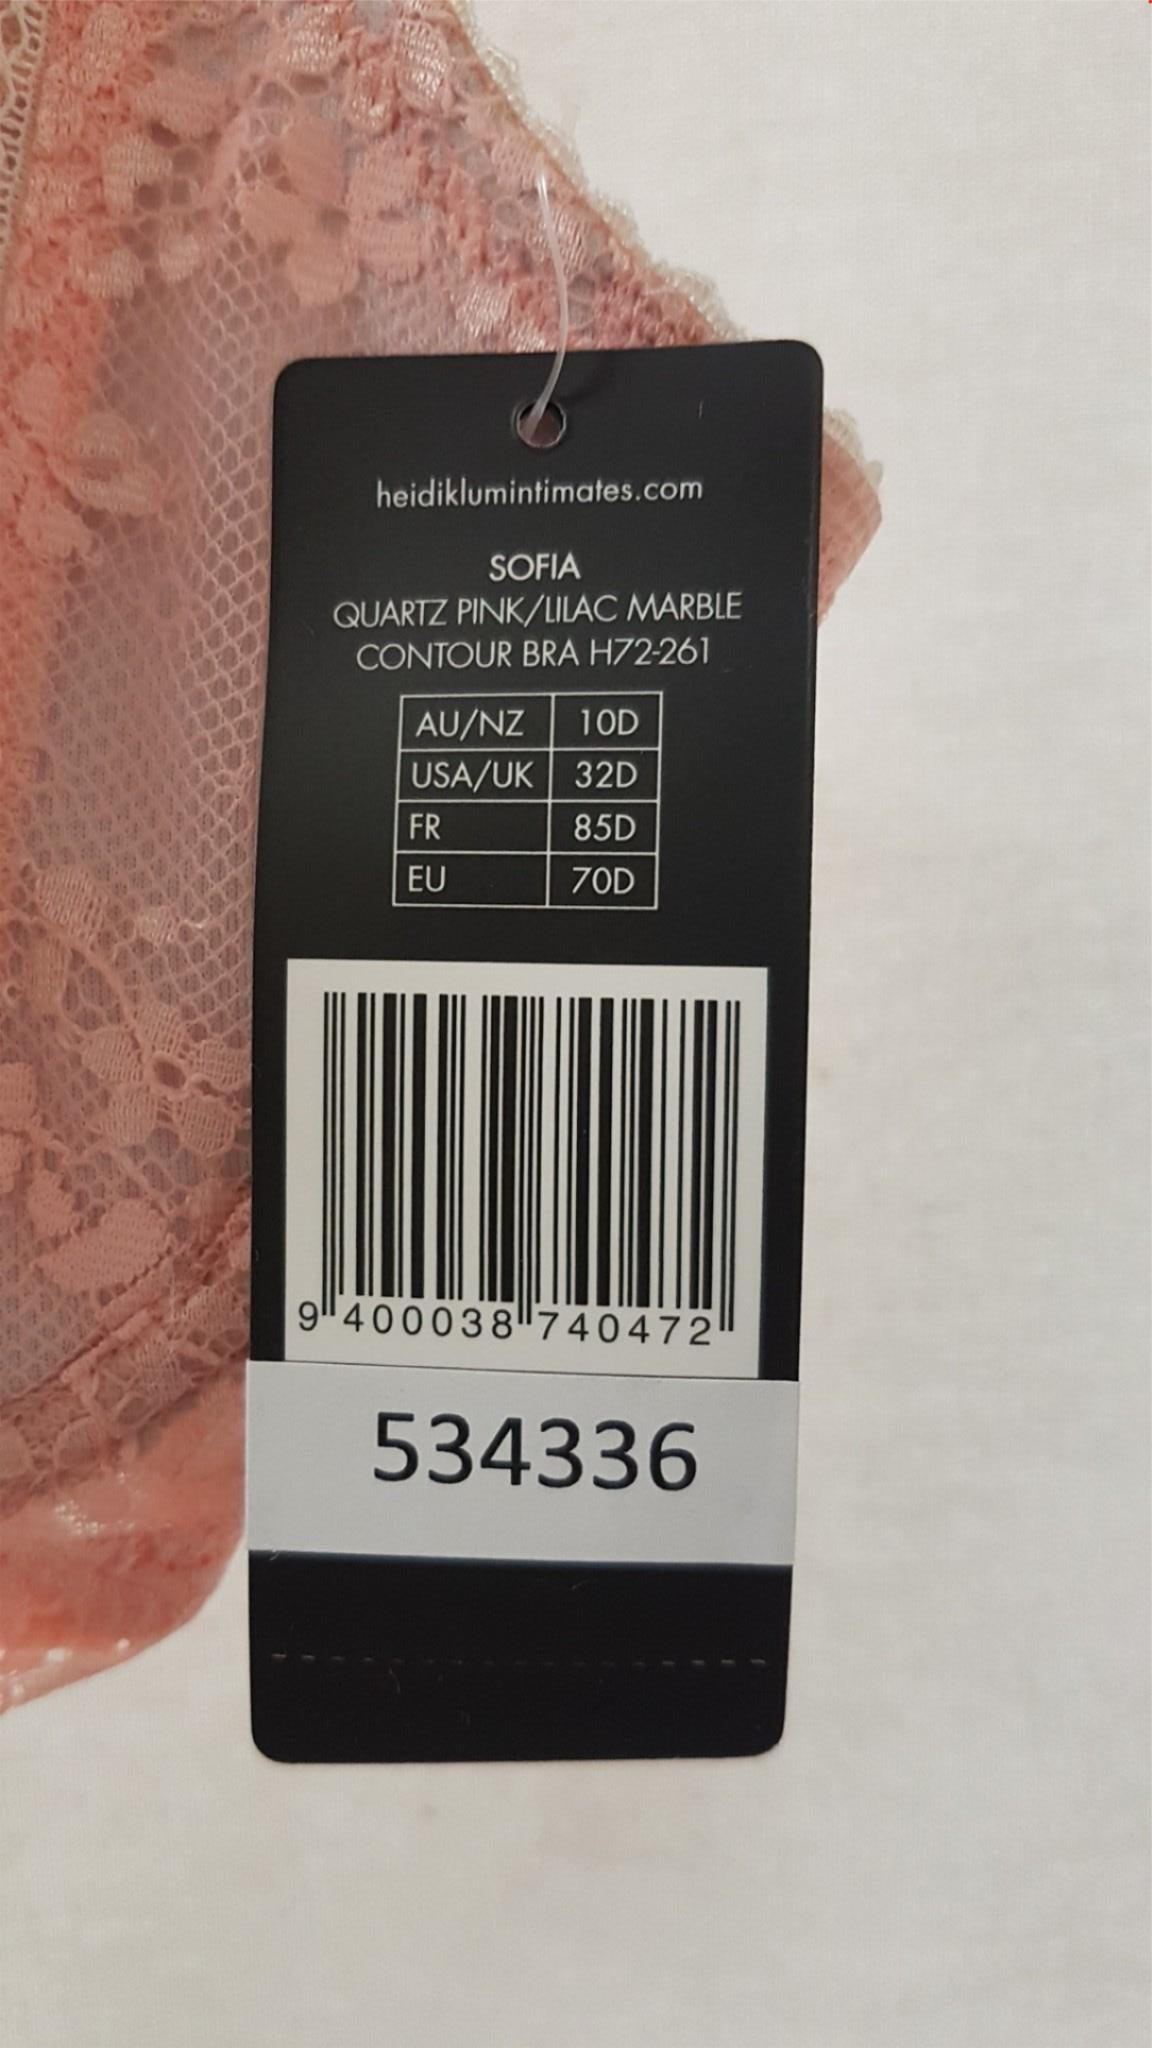 heidiklumintimates.com
SOFIA
QUARTZ PINK/LILAC MARBLE
CONTOUR BRA H72-261
AU/NZ 10D
USA/UK 32D
FR 85D
EU 70D
9 400038 740472
534336